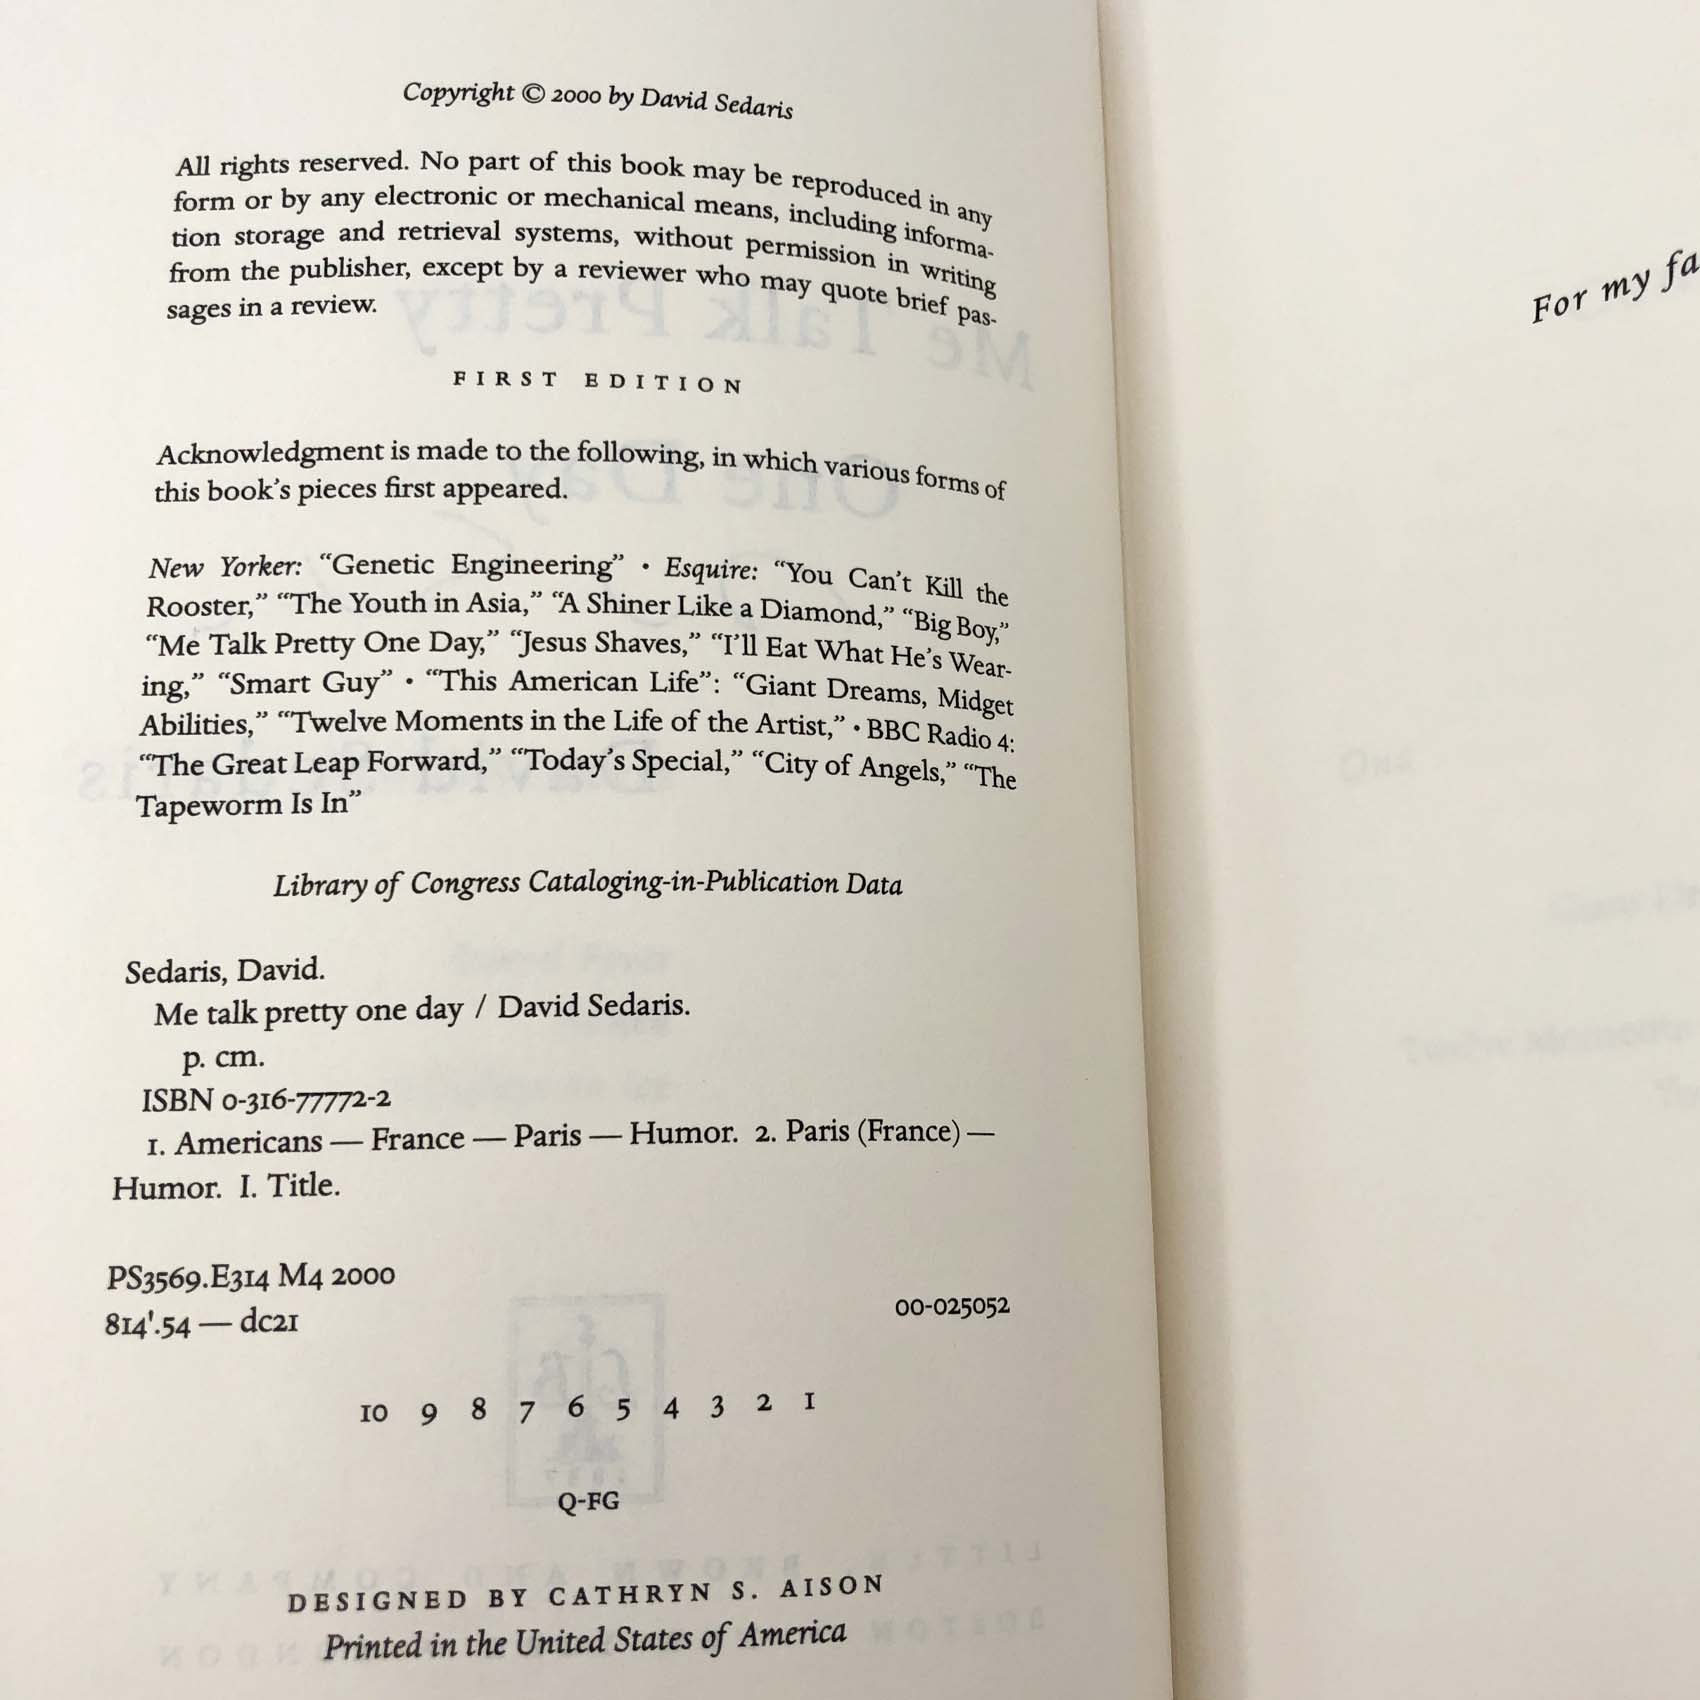 Copyright © 2000 by David Sedaris
All rights reserved. No part of this book may be reproduced in any
form or by any electronic or mechanical means, including informa-
tion storage and retrieval systems, without permission in writing
from the publisher, except by a reviewer who may quote brief pas-
sages in a review.
FIRST EDITION
Acknowledgment is made to the following, in which various forms of
this book's pieces first appeared.
New Yorker: “Genetic Engineering” • Esquire: “You Can't Kill the
Rooster,” “The Youth in Asia,” “A Shiner Like a Diamond,” “Big Boy,”
“Me Talk Pretty One Day,” “Jesus Shaves,” “I'll Eat What He's Wear-
ing,” “Smart Guy” • “This American Life”: “Giant Dreams, Midget
Abilities,” “Twelve Moments in the Life of the Artist,” • BBC Radio 4:
“The Great Leap Forward,” “Today's Special,” “City of Angels,” “The
Tapeworm Is In”
Library of Congress Cataloging-in-Publication Data
Sedaris, David.
Me talk pretty one day / David Sedaris.
p. cm.
ISBN 0-316-77772-2
1. Americans — France — Paris — Humor. 2. Paris (France) —
Humor. I. Title.
PS3569.E314 M4 2000
814'.54 — dc21
00-025052
10 9 8 7 6 5 4 3 2 1
Q-FG
DESIGNED BY CATHRYN S. AISON
Printed in the United States of America
For my fa